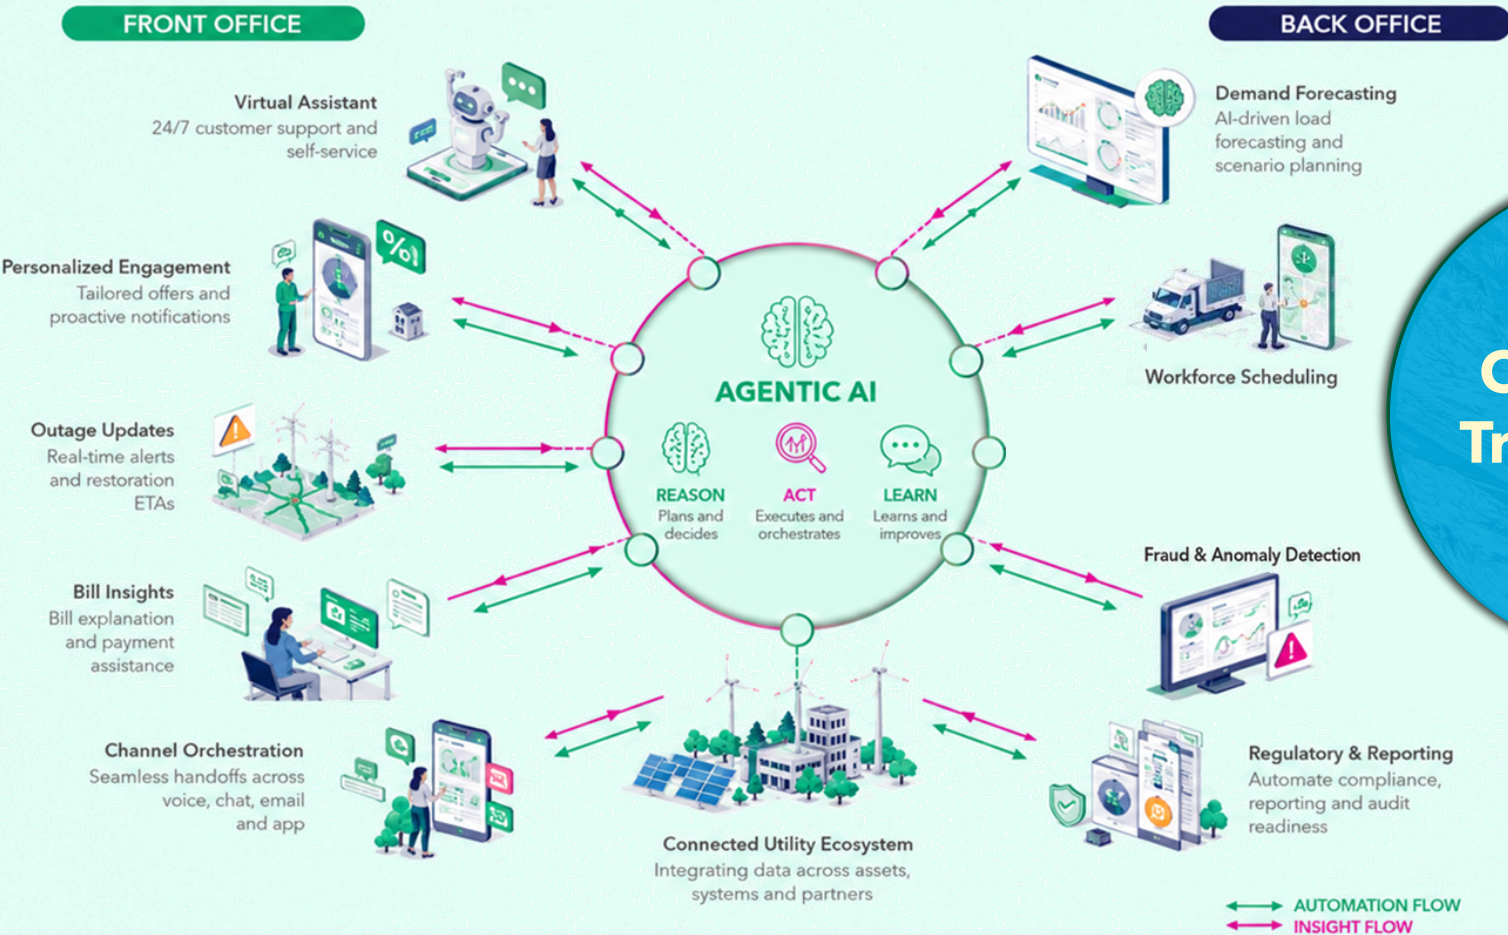 FRONT OFFICE
BACK OFFICE
Virtual Assistant
24/7 customer support and
self-service
Demand Forecasting
AI-driven load
forecasting and
scenario planning
Personalized Engagement
Tailored offers and
proactive notifications
%!
Workforce Scheduling
AGENTIC AI
REASON
Plans and
decides
ACT
Executes and
orchestrates
LEARN
Learns and
improves
Outage Updates
Real-time alerts
and restoration
ETAs
Fraud & Anomaly Detection
Bill Insights
Bill explanation
and payment
assistance
Channel Orchestration
Seamless handoffs across
voice, chat, email
and app
Connected Utility Ecosystem
Integrating data across assets,
systems and partners
Regulatory & Reporting
Automate compliance,
reporting and audit
readiness
AUTOMATION FLOW
INSIGHT FLOW